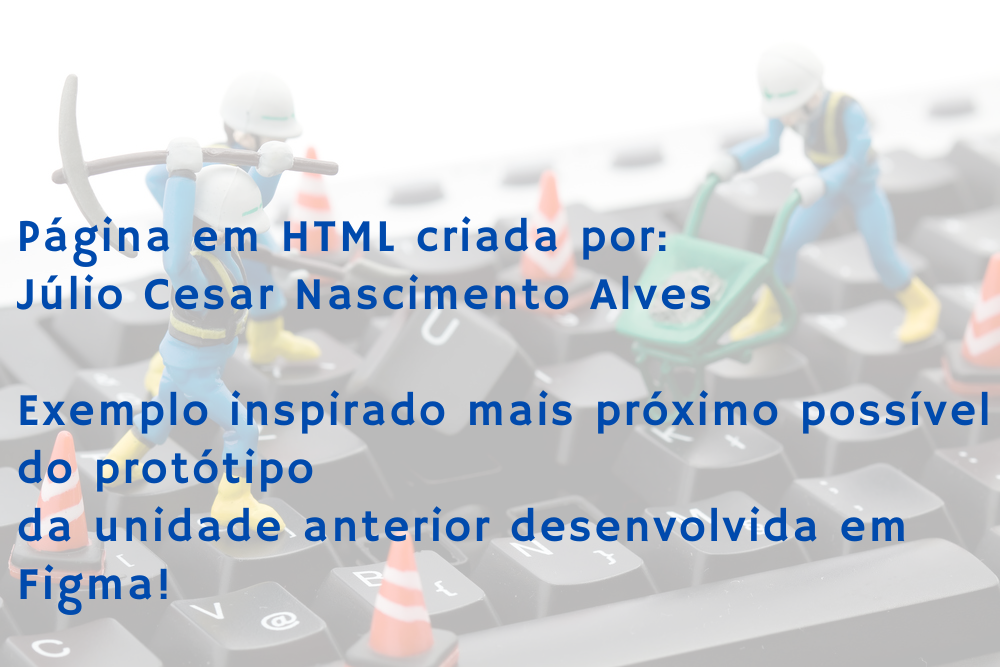 Página em HTML criada por:
Júlio Cesar Nascimento Alves
Exemplo inspirado mais próximo possível
do protótipo
da unidade anterior desenvolvida em
Figma!
U
K
N
B
V
@
C